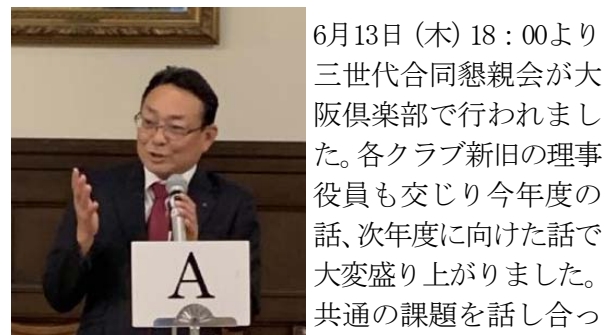 6月13日（木）18：00より
三世代合同懇親会が大
阪倶楽部で行われまし
た。各クラブ新旧の理事
役員も交じり今年度の
話、次年度に向けた話で
大変盛り上がりました。
共通の課題を話し合っ
A